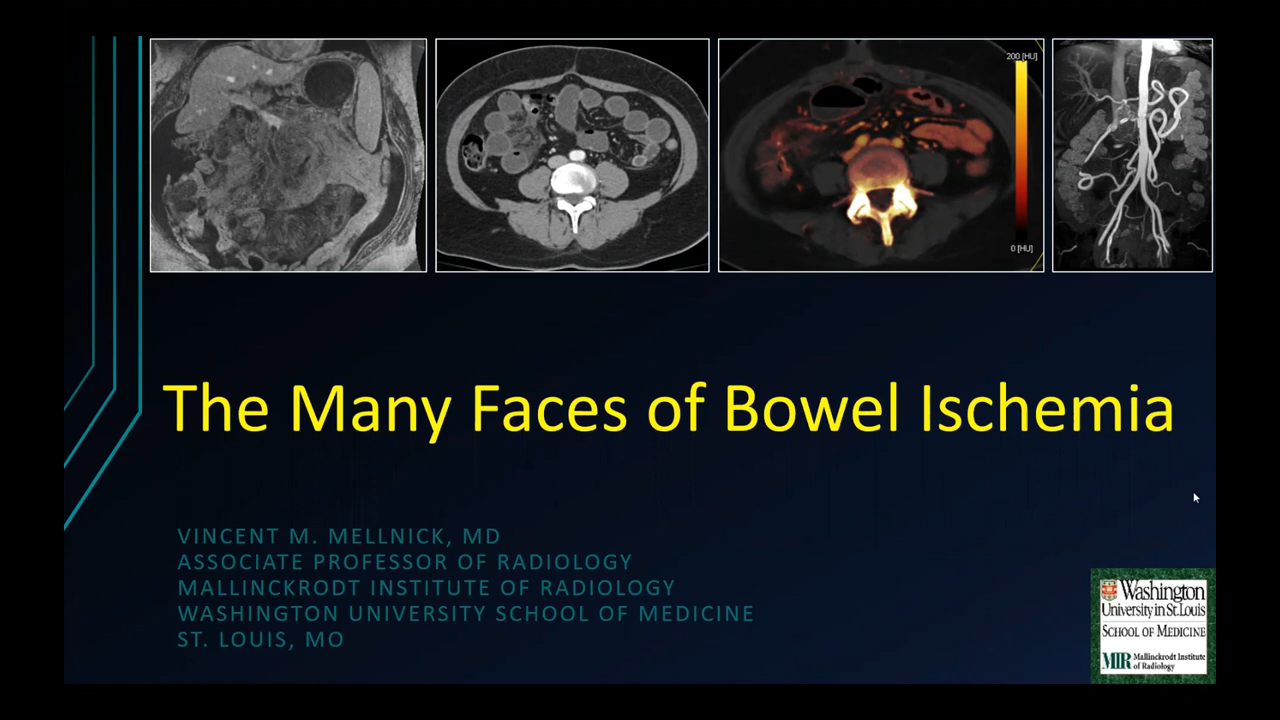 200 [HU]
0 [HU]
The Many Faces of Bowel Ischemia
VINCENT M. MELLNICK, MD
ASSOCIATE PROFESSOR OF RADIOLOGY
MALLINCKRODT INSTITUTE OF RADIOLOGY
WASHINGTON UNIVERSITY SCHOOL OF MEDICINE
ST. LOUIS, MO
Washington
University in St. Louis
SCHOOL OF MEDICINE
MIR Mallinckrodt Institute
of Radiology